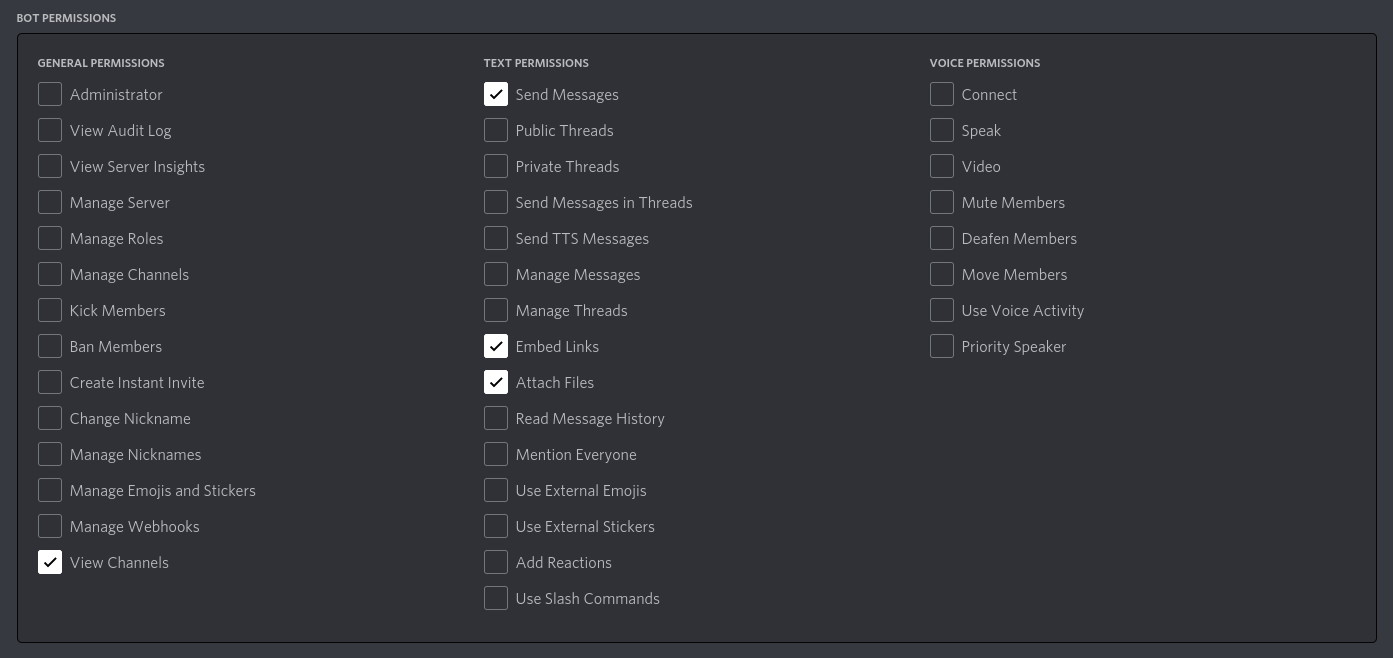 BOT PERMISSIONS
GENERAL PERMISSIONS
Administrator
View Audit Log
View Server Insights
Manage Server
Manage Roles
Manage Channels
Kick Members
Ban Members
Create Instant Invite
Change Nickname
Manage Nicknames
Manage Emojis and Stickers
Manage Webhooks
View Channels
TEXT PERMISSIONS
Send Messages
Public Threads
Private Threads
Send Messages in Threads
Send TTS Messages
Manage Messages
Manage Threads
Embed Links
Attach Files
Read Message History
Mention Everyone
Use External Emojis
Use External Stickers
Add Reactions
Use Slash Commands
VOICE PERMISSIONS
Connect
Speak
Video
Mute Members
Deafen Members
Move Members
Use Voice Activity
Priority Speaker